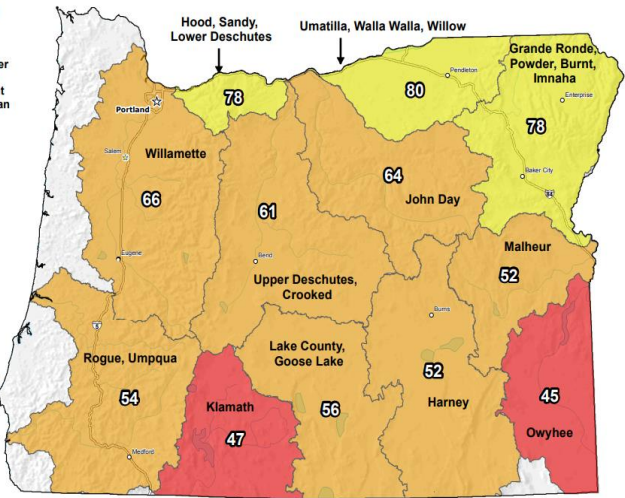 Hood, Sandy,
Lower Deschutes
Umatilla, Walla Walla, Willow
Grande Ronde,
Powder, Burnt,
Imnaha
Pendleton
Enterprise
78
80
78
Portland
Salem
Willamette
66
64
John Day
Baker City
84
61
Eugene
Bend
Malheur
52
Upper Deschutes,
Crooked
Burns
5
Rogue, Umpqua
54
Lake County,
Goose Lake
52
Harney
Klamath
47
56
45
Owyhee
Medford